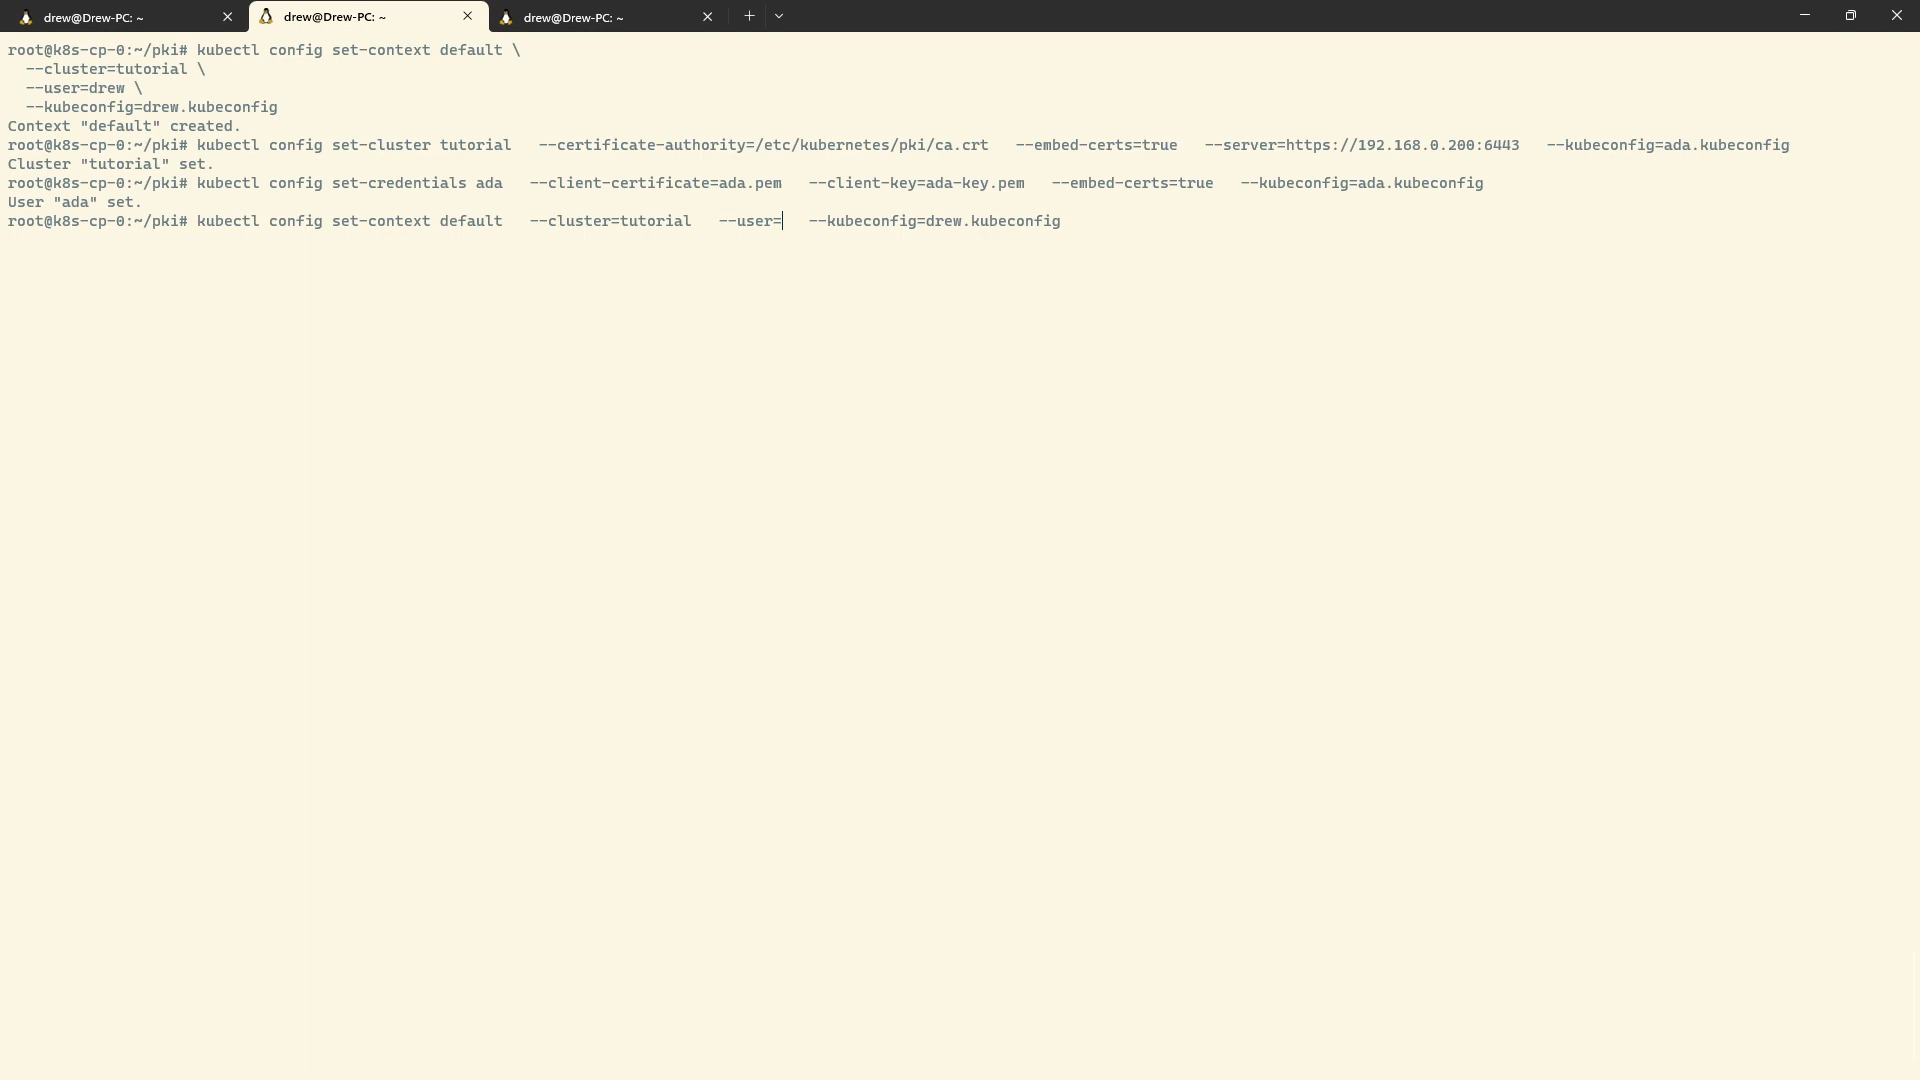 drew@Drew-PC: ~
drew@Drew-PC: ~
drew@Drew-PC: ~
root@k8s-cp-0:~/pki# kubectl config set-context default \
  --cluster=tutorial \
  --user=drew \
  --kubeconfig=drew.kubeconfig
Context "default" created.
root@k8s-cp-0:~/pki# kubectl config set-cluster tutorial   --certificate-authority=/etc/kubernetes/pki/ca.crt   --embed-certs=true   --server=https://192.168.0.200:6443   --kubeconfig=ada.kubeconfig
Cluster "tutorial" set.
root@k8s-cp-0:~/pki# kubectl config set-credentials ada   --client-certificate=ada.pem   --client-key=ada-key.pem   --embed-certs=true   --kubeconfig=ada.kubeconfig
User "ada" set.
root@k8s-cp-0:~/pki# kubectl config set-context default   --cluster=tutorial   --user=   --kubeconfig=drew.kubeconfig